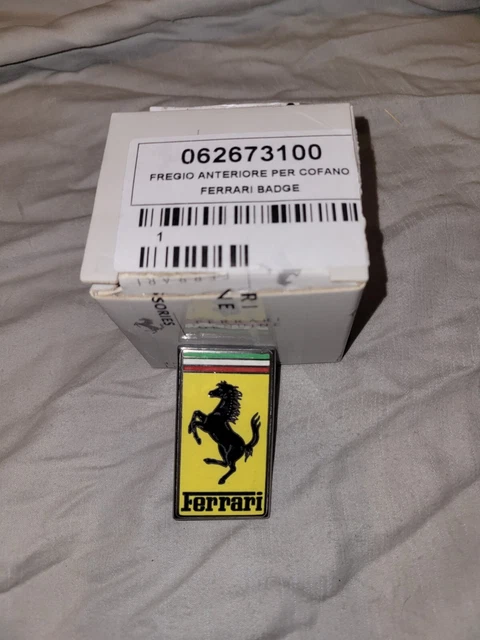 062673100
FREGIO ANTERIORE PER COFANO
FERRARI BADGE
1
Ferrari